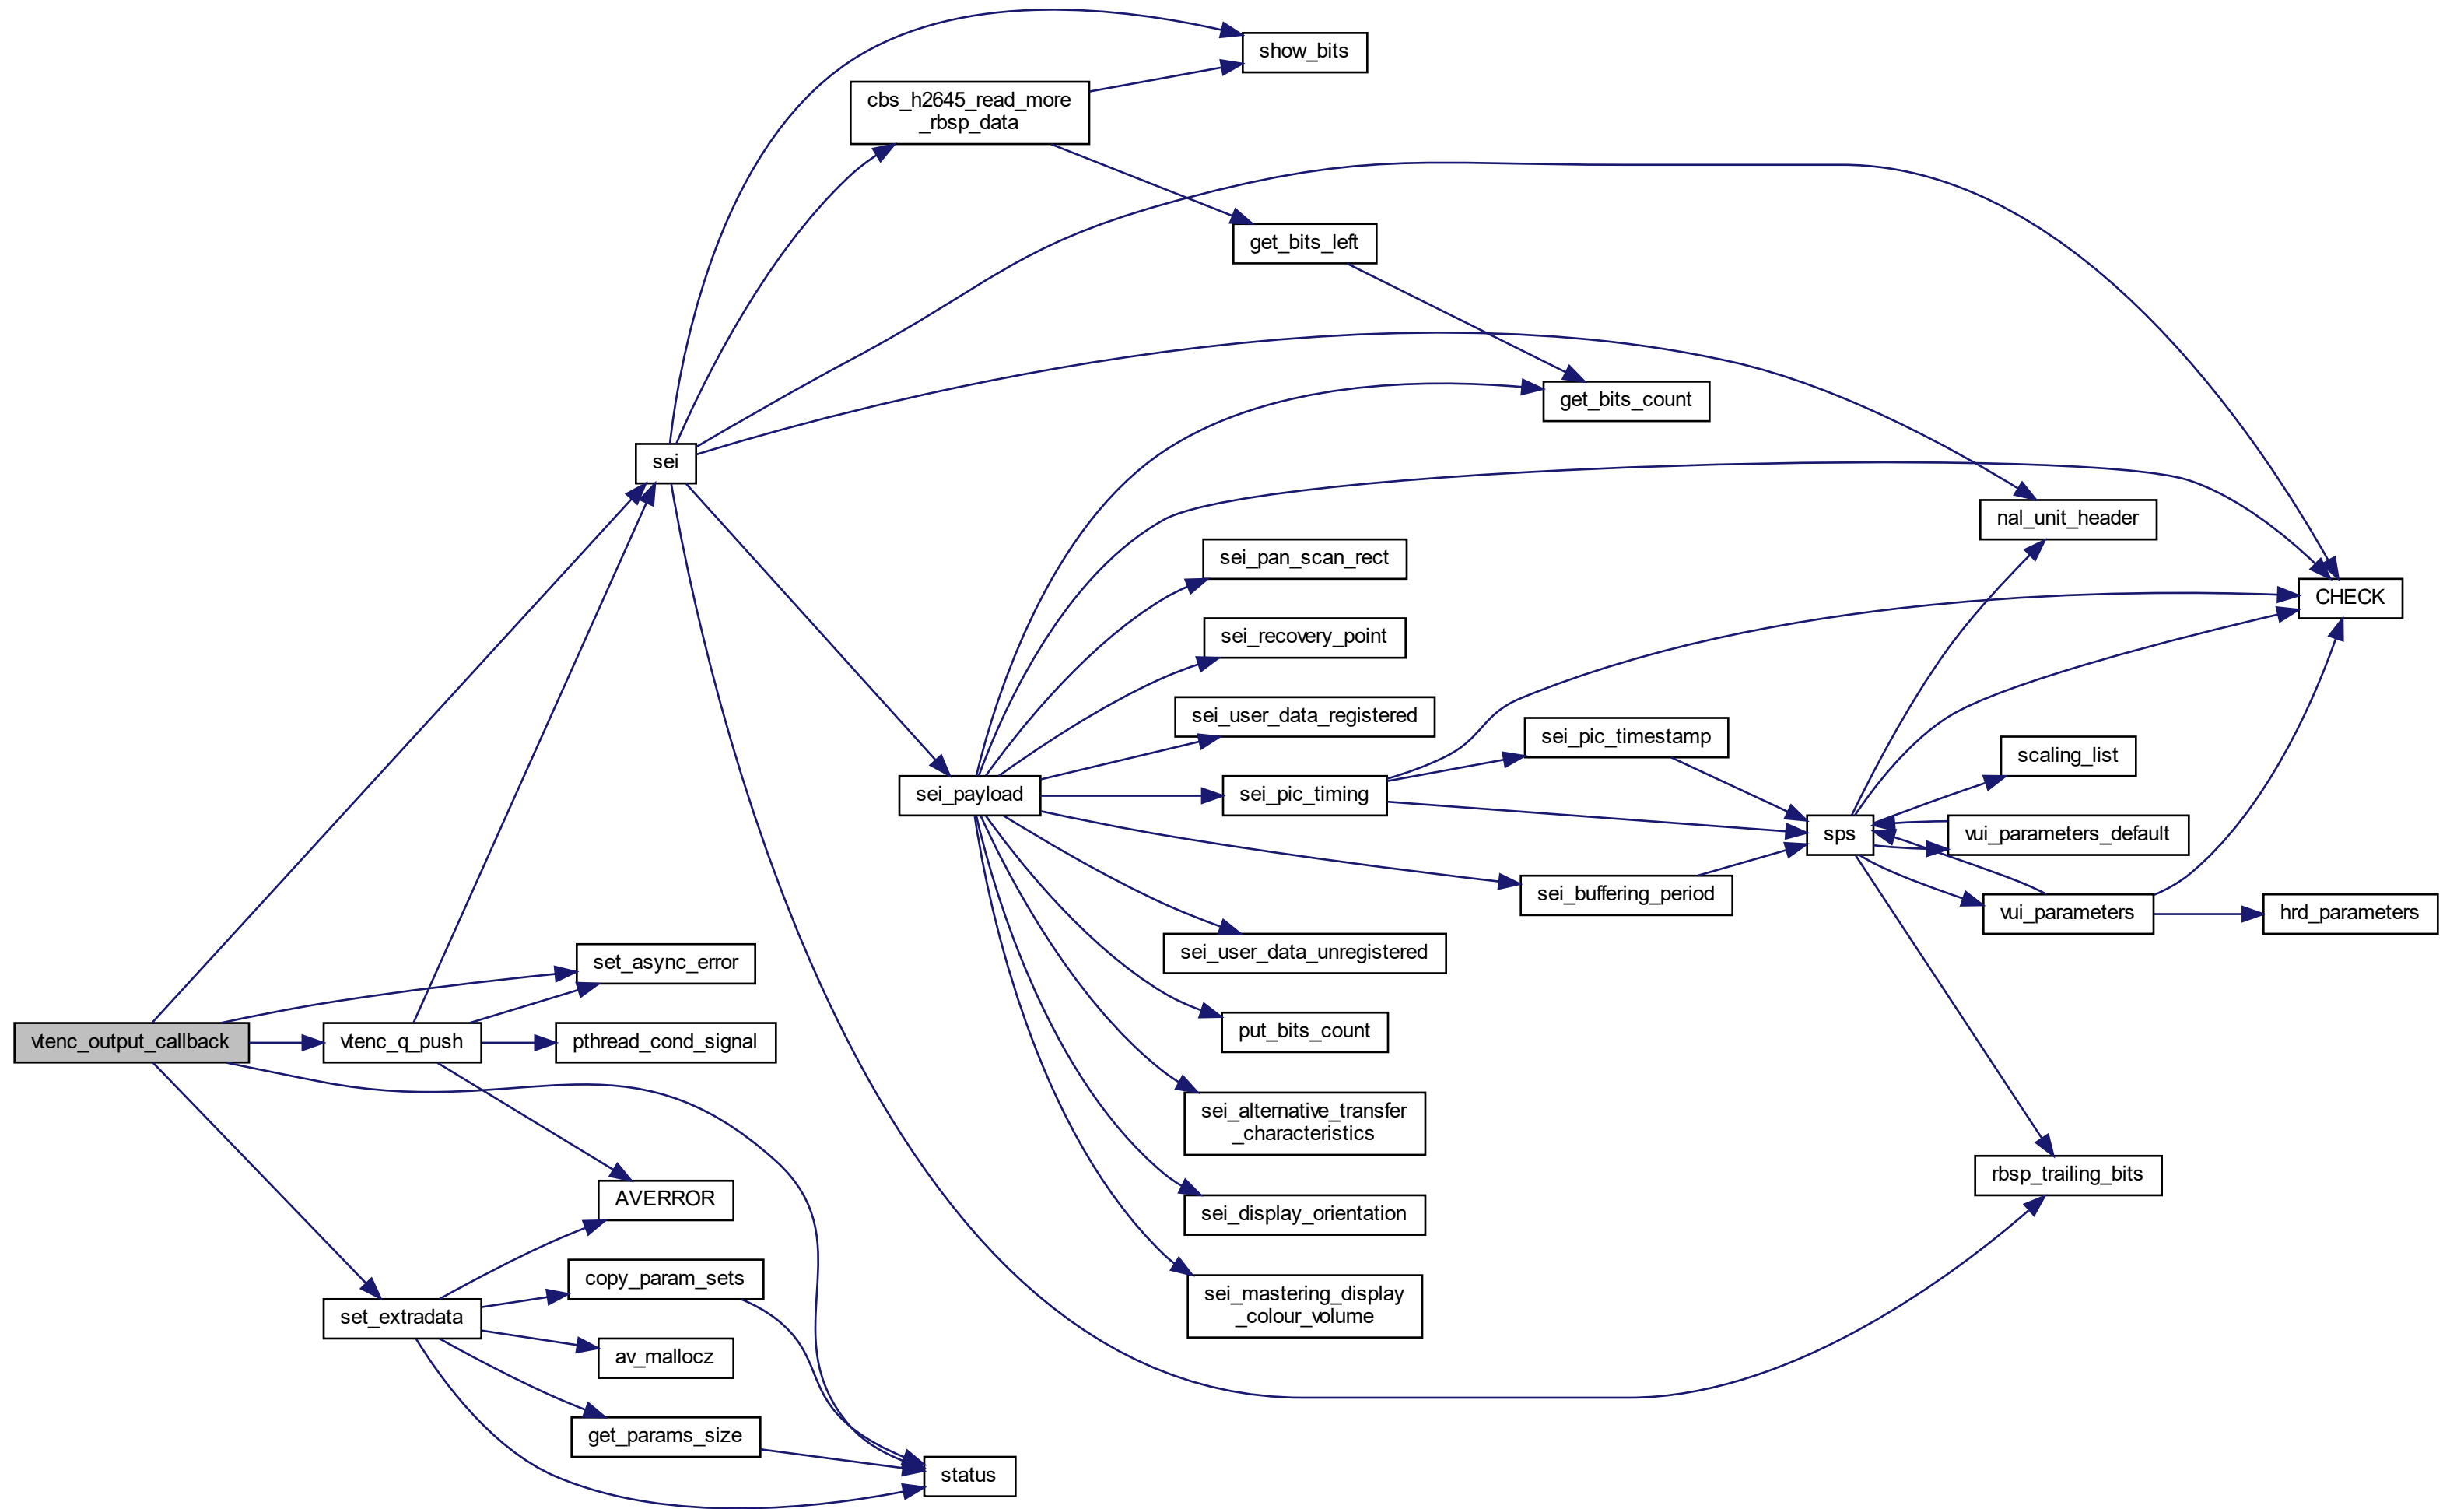 show_bits
cbs_h2645_read_more
_rbsp_data
get_bits_left
get_bits_count
sei
nal_unit_header
sei_pan_scan_rect
CHECK
sei_recovery_point
sei_user_data_registered
sei_pic_timestamp
scaling_list
sei_payload
sei_pic_timing
sps
vui_parameters_default
sei_buffering_period
vui_parameters
hrd_parameters
sei_user_data_unregistered
set_async_error
vtenc_output_callback
vtenc_q_push
pthread_cond_signal
put_bits_count
sei_alternative_transfer
_characteristics
rbsp_trailing_bits
AVERROR
sei_display_orientation
copy_param_sets
sei_mastering_display
_colour_volume
set_extradata
av_mallocz
get_params_size
status